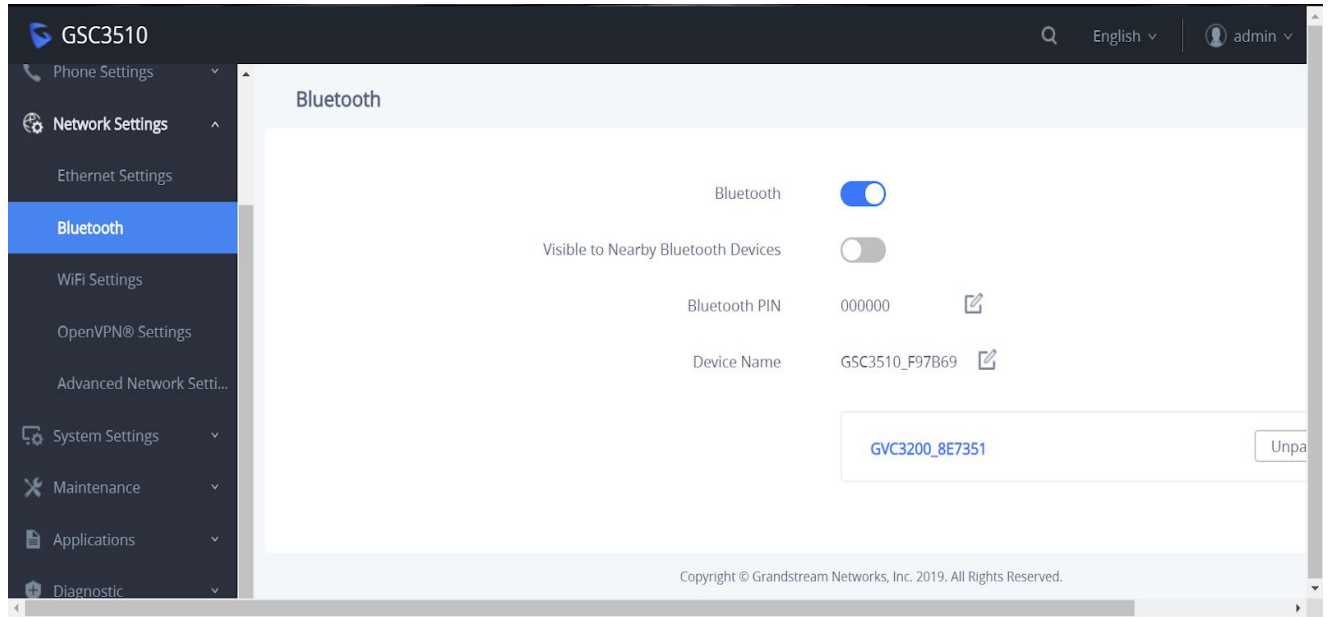 GSC3510
English
admin
Phone Settings
Network Settings
Ethernet Settings
Bluetooth
WiFi Settings
OpenVPN® Settings
Advanced Network Setti...
System Settings
Maintenance
Applications
Diagnostic
Bluetooth
Bluetooth
Visible to Nearby Bluetooth Devices
Bluetooth PIN 000000
Device Name GSC3510_F97B69
GVC3200_8E7351 Unpa
Copyright © Grandstream Networks, Inc. 2019. All Rights Reserved.